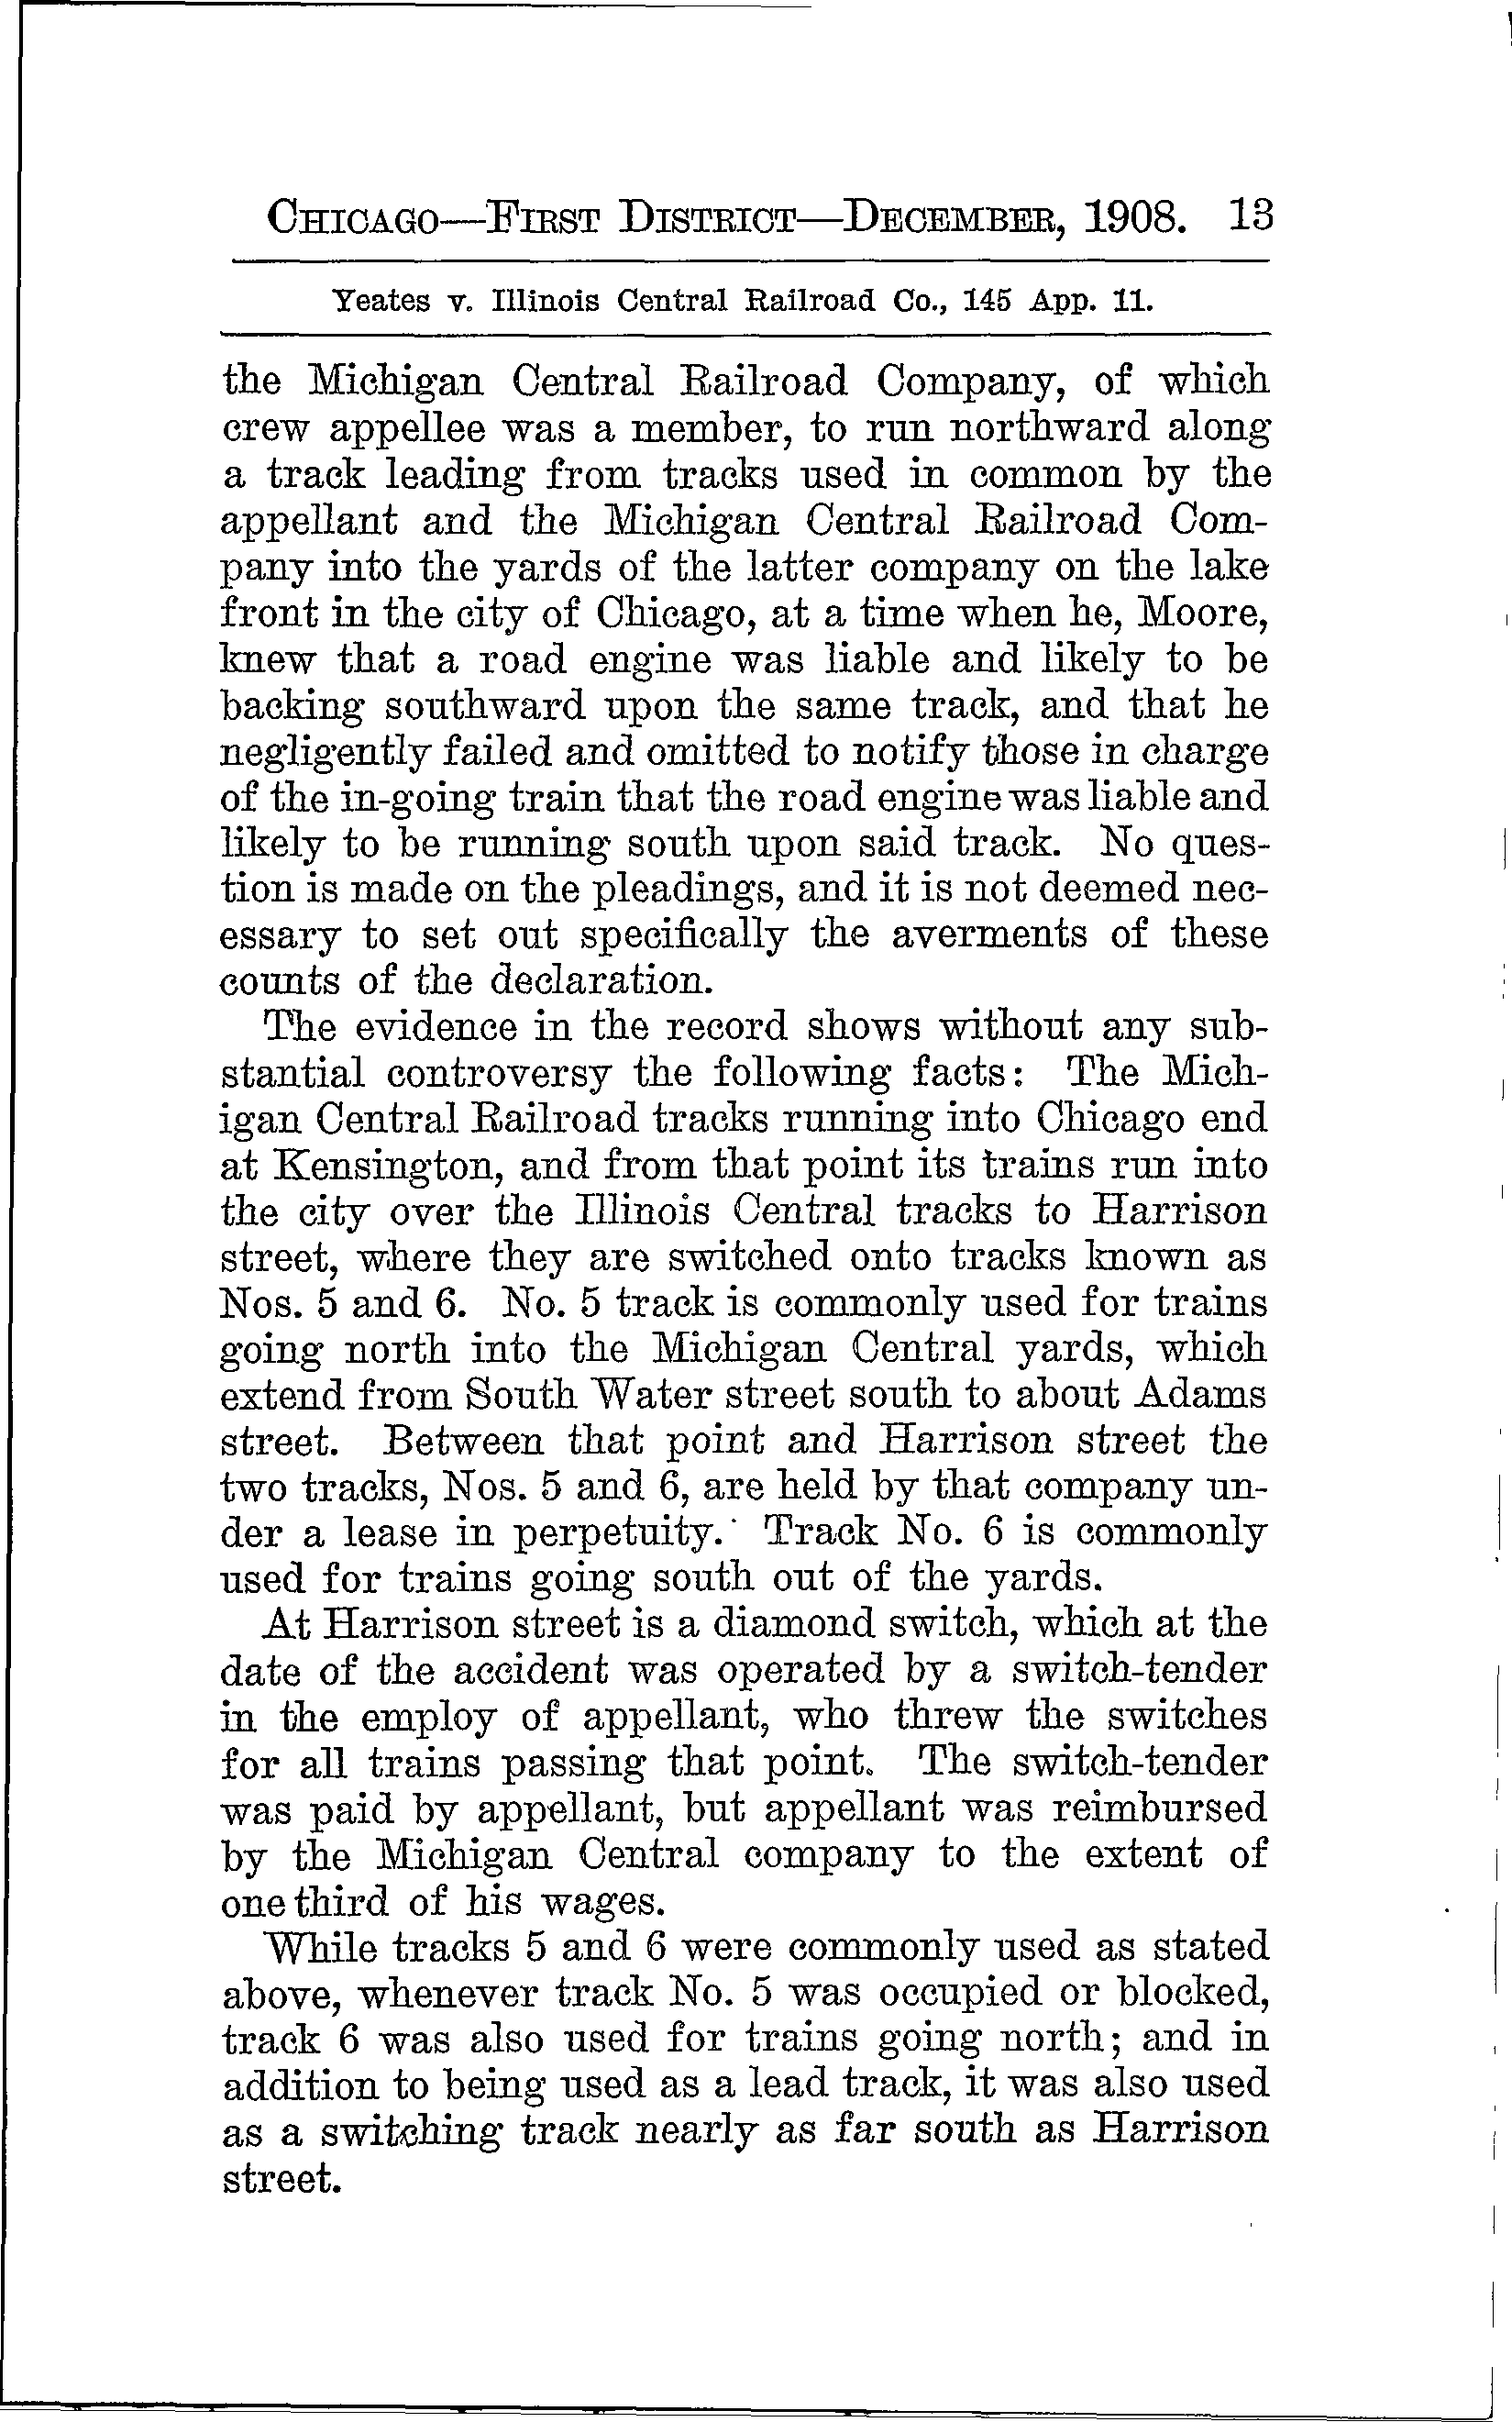 CHICAGO—FIRST DISTRICT—DECEMBER, 1908. 13
Yeates v. Illinois Central Railroad Co., 145 App. 11.
the Michigan Central Railroad Company, of which
crew appellee was a member, to run northward along
a track leading from tracks used in common by the
appellant and the Michigan Central Railroad Com-
pany into the yards of the latter company on the lake
front in the city of Chicago, at a time when he, Moore,
knew that a road engine was liable and likely to be
backing southward upon the same track, and that he
negligently failed and omitted to notify those in charge
of the in-going train that the road engine was liable and
likely to be running south upon said track. No ques-
tion is made on the pleadings, and it is not deemed nec-
essary to set out specifically the averments of these
counts of the declaration.
The evidence in the record shows without any sub-
stantial controversy the following facts: The Mich-
igan Central Railroad tracks running into Chicago end
at Kensington, and from that point its trains run into
the city over the Illinois Central tracks to Harrison
street, where they are switched onto tracks known as
Nos. 5 and 6. No. 5 track is commonly used for trains
going north into the Michigan Central yards, which
extend from South Water street south to about Adams
street. Between that point and Harrison street the
two tracks, Nos. 5 and 6, are held by that company un-
der a lease in perpetuity. Track No. 6 is commonly
used for trains going south out of the yards.
At Harrison street is a diamond switch, which at the
date of the accident was operated by a switch-tender
in the employ of appellant, who threw the switches
for all trains passing that point. The switch-tender
was paid by appellant, but appellant was reimbursed
by the Michigan Central company to the extent of
one third of his wages.
While tracks 5 and 6 were commonly used as stated
above, whenever track No. 5 was occupied or blocked,
track 6 was also used for trains going north; and in
addition to being used as a lead track, it was also used
as a switching track nearly as far south as Harrison
street.